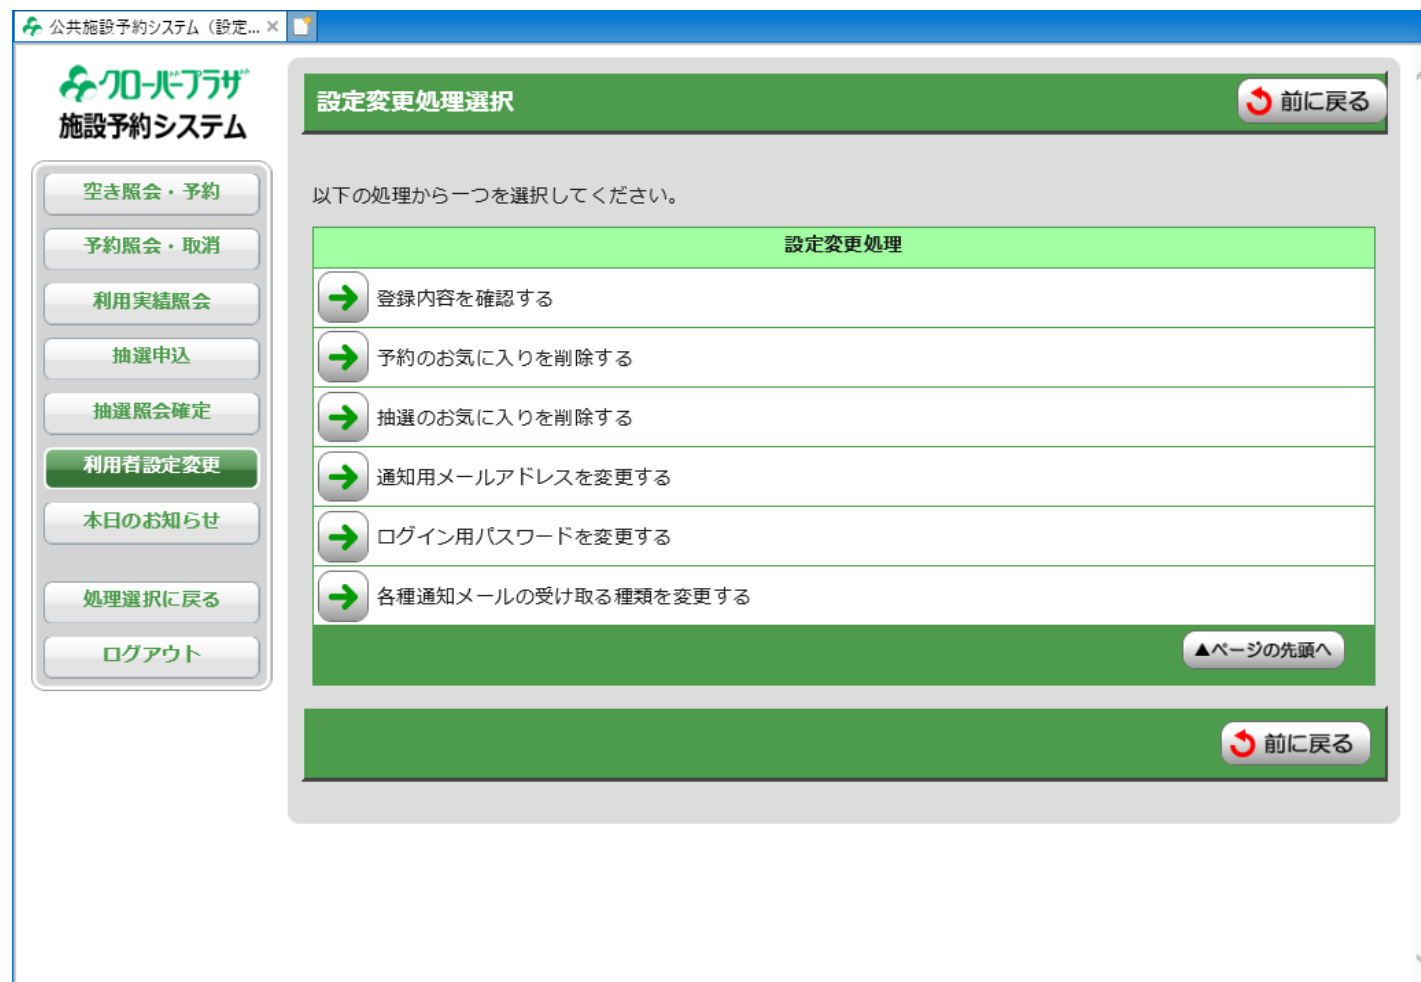 公共施設予約システム（設定...
クローバープラザ
施設予約システム
空き照会・予約
予約照会・取消
利用実績照会
抽選申込
抽選照会確定
利用者設定変更
本日のお知らせ
処理選択に戻る
ログアウト
設定変更処理選択
前に戻る
以下の処理から一つを選択してください。
設定変更処理
登録内容を確認する
予約のお気に入りを削除する
抽選のお気に入りを削除する
通知用メールアドレスを変更する
ログイン用パスワードを変更する
各種通知メールの受け取る種類を変更する
▲ページの先頭へ
前に戻る